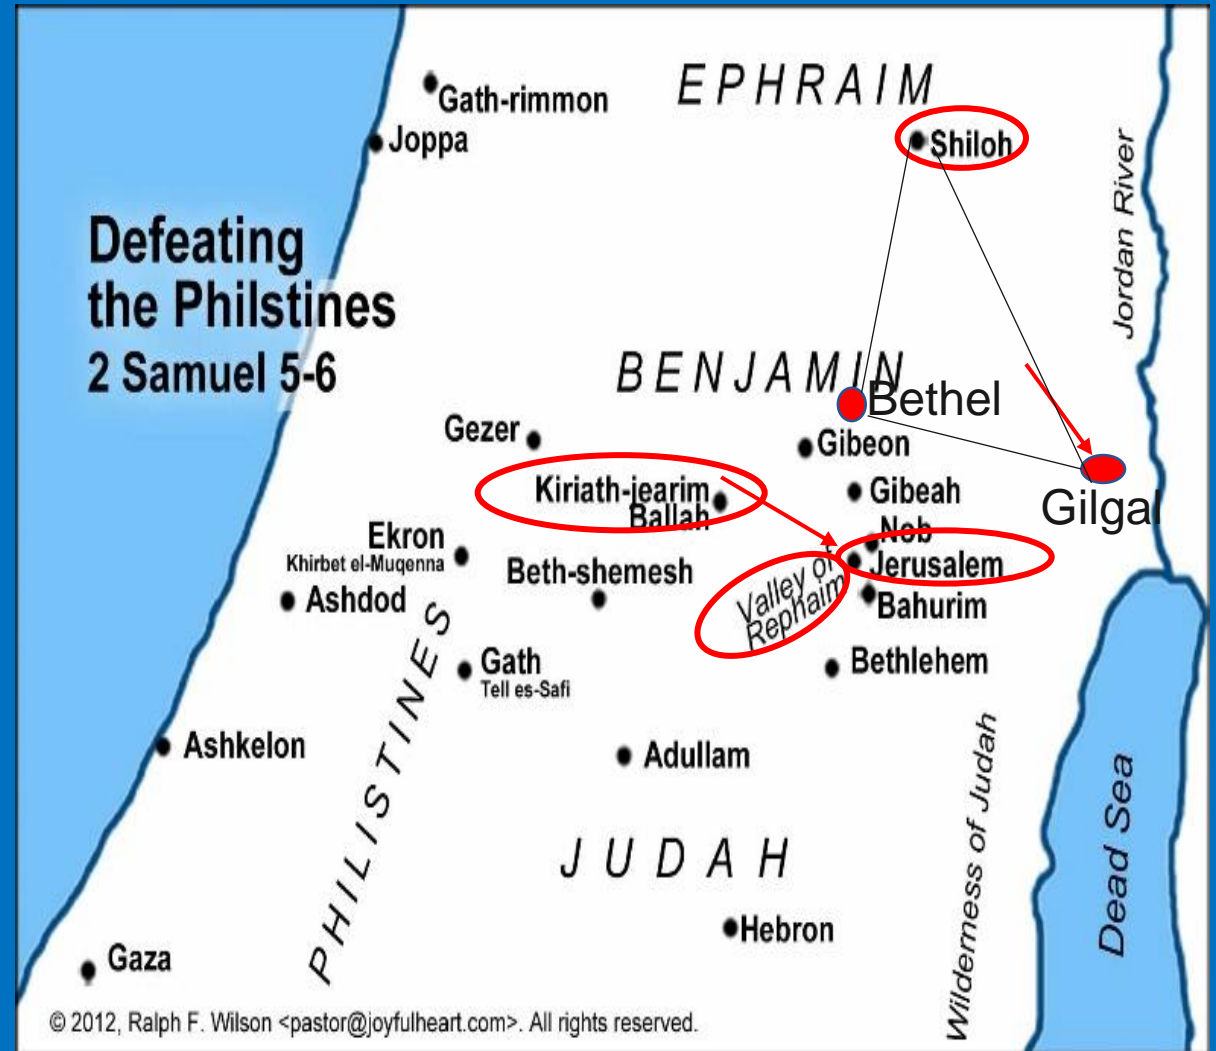 EPHRAIM
Gath-rimmon
Joppa
Shiloh
Jordan River
Defeating
the Philstines
2 Samuel 5-6
BENJAMIN
Bethel
Gezer
Gibeon
Kiriath-jearim
Ballah
Gibeah
Gilgal
Nob
Ekron
Khirbet el-Muqenna
Beth-shemesh
Jerusalem
Valley of
Rephaim
Ashdod
Bahurim
PHILISTINES
Gath
Tell es-Safi
Bethlehem
Ashkelon
Adullam
Wilderness of Judah
Dead Sea
JUDAH
Hebron
Gaza
© 2012, Ralph F. Wilson <pastor@joyfulheart.com>. All rights reserved.